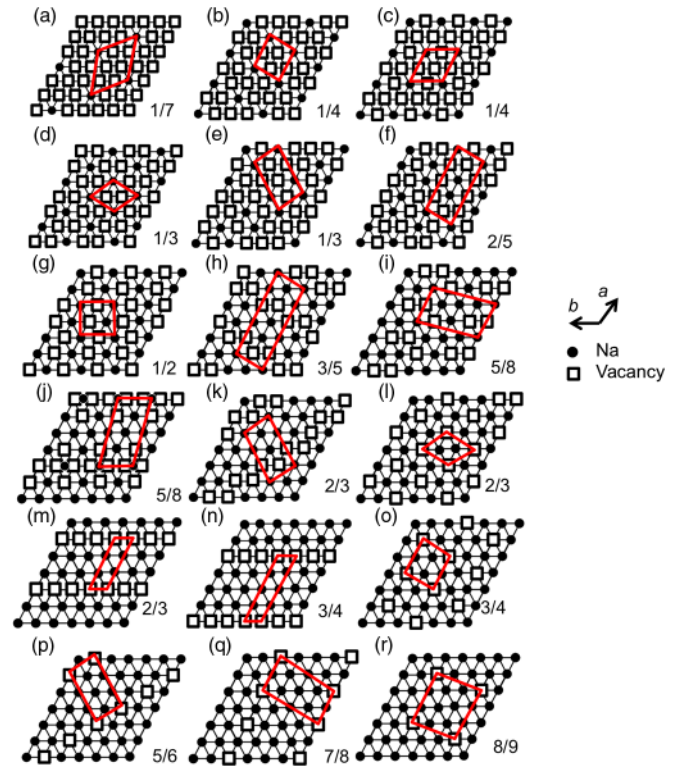 (a) (b) (c)
1/7 1/4 1/4
(d) (e) (f)
1/3 1/3 2/5
(g) (h) (i)
1/2 3/5 5/8
b a
Na
Vacancy
(j) (k) (l)
5/8 2/3 2/3
(m) (n) (o)
2/3 3/4 3/4
(p) (q) (r)
5/6 7/8 8/9